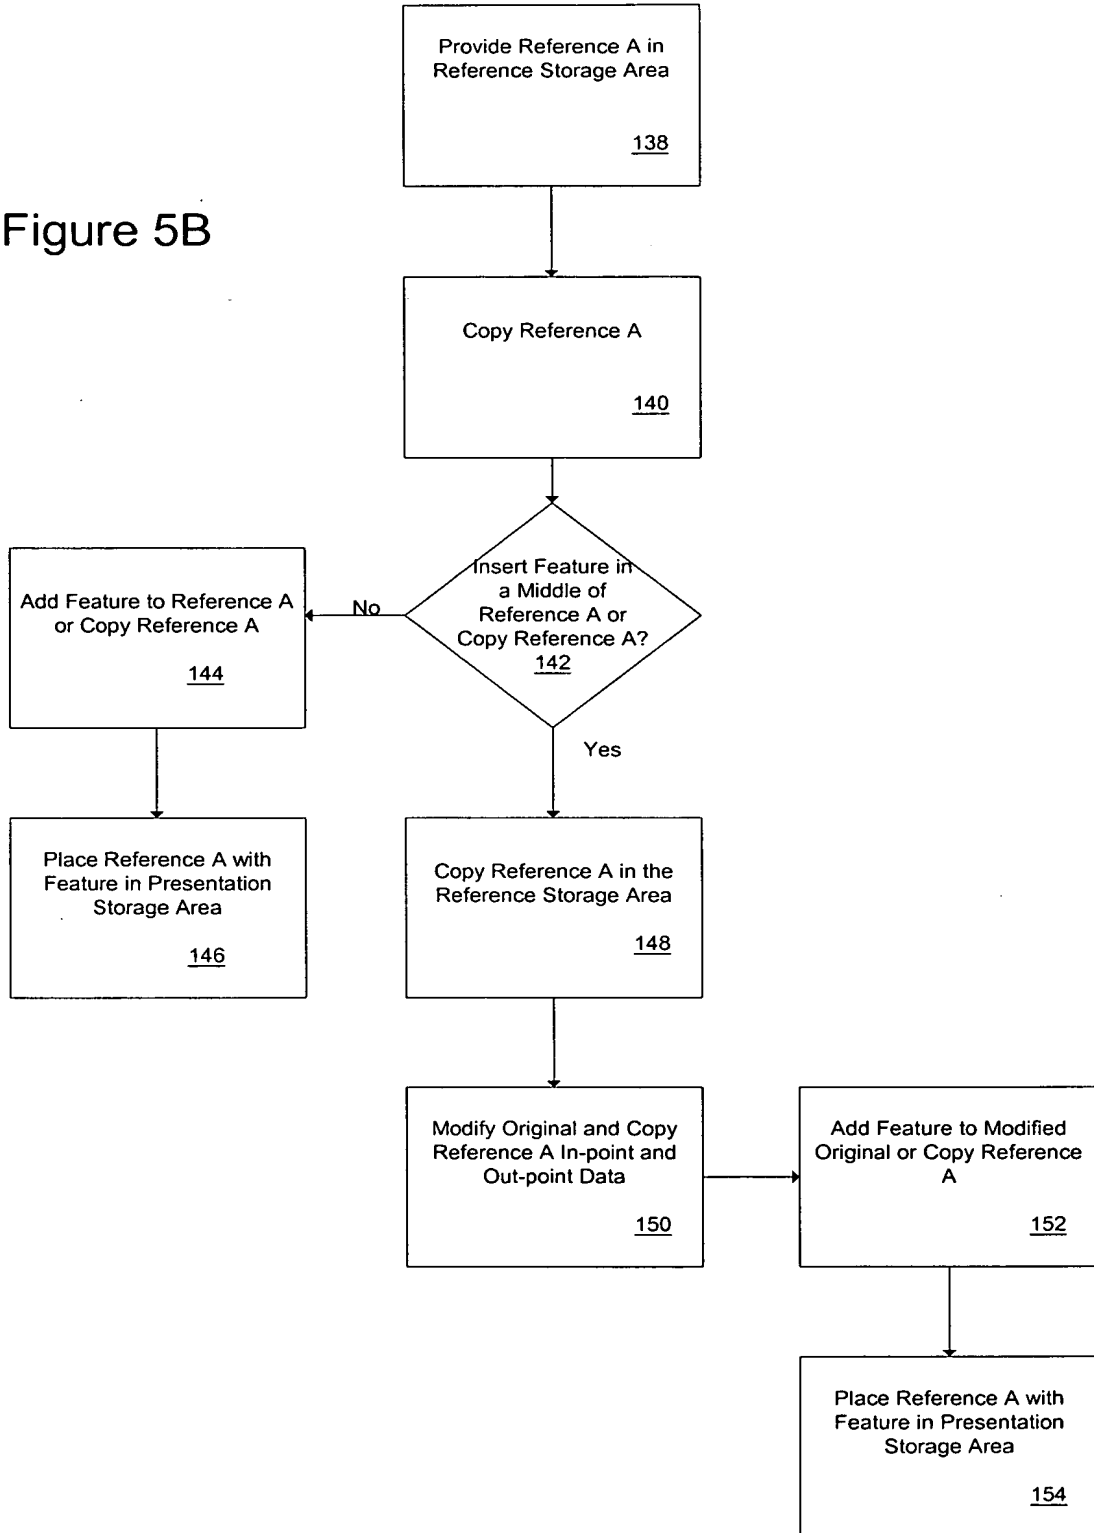 Provide Reference A in
Reference Storage Area
138
Figure 5B
Copy Reference A
140
Insert Feature in
a Middle of
Reference A or
Copy Reference A?
142
No
Add Feature to Reference A
or Copy Reference A
144
Yes
Place Reference A with
Feature in Presentation
Storage Area
146
Copy Reference A in the
Reference Storage Area
148
Modify Original and Copy
Reference A In-point and
Out-point Data
150
Add Feature to Modified
Original or Copy Reference
A
152
Place Reference A with
Feature in Presentation
Storage Area
154